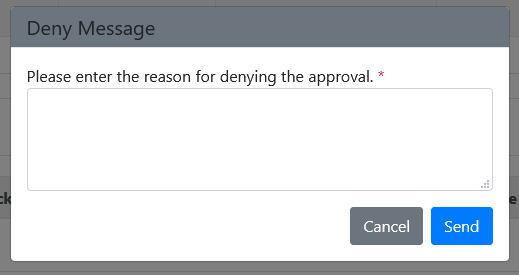 Deny Message
Please enter the reason for denying the approval. *
Cancel Send